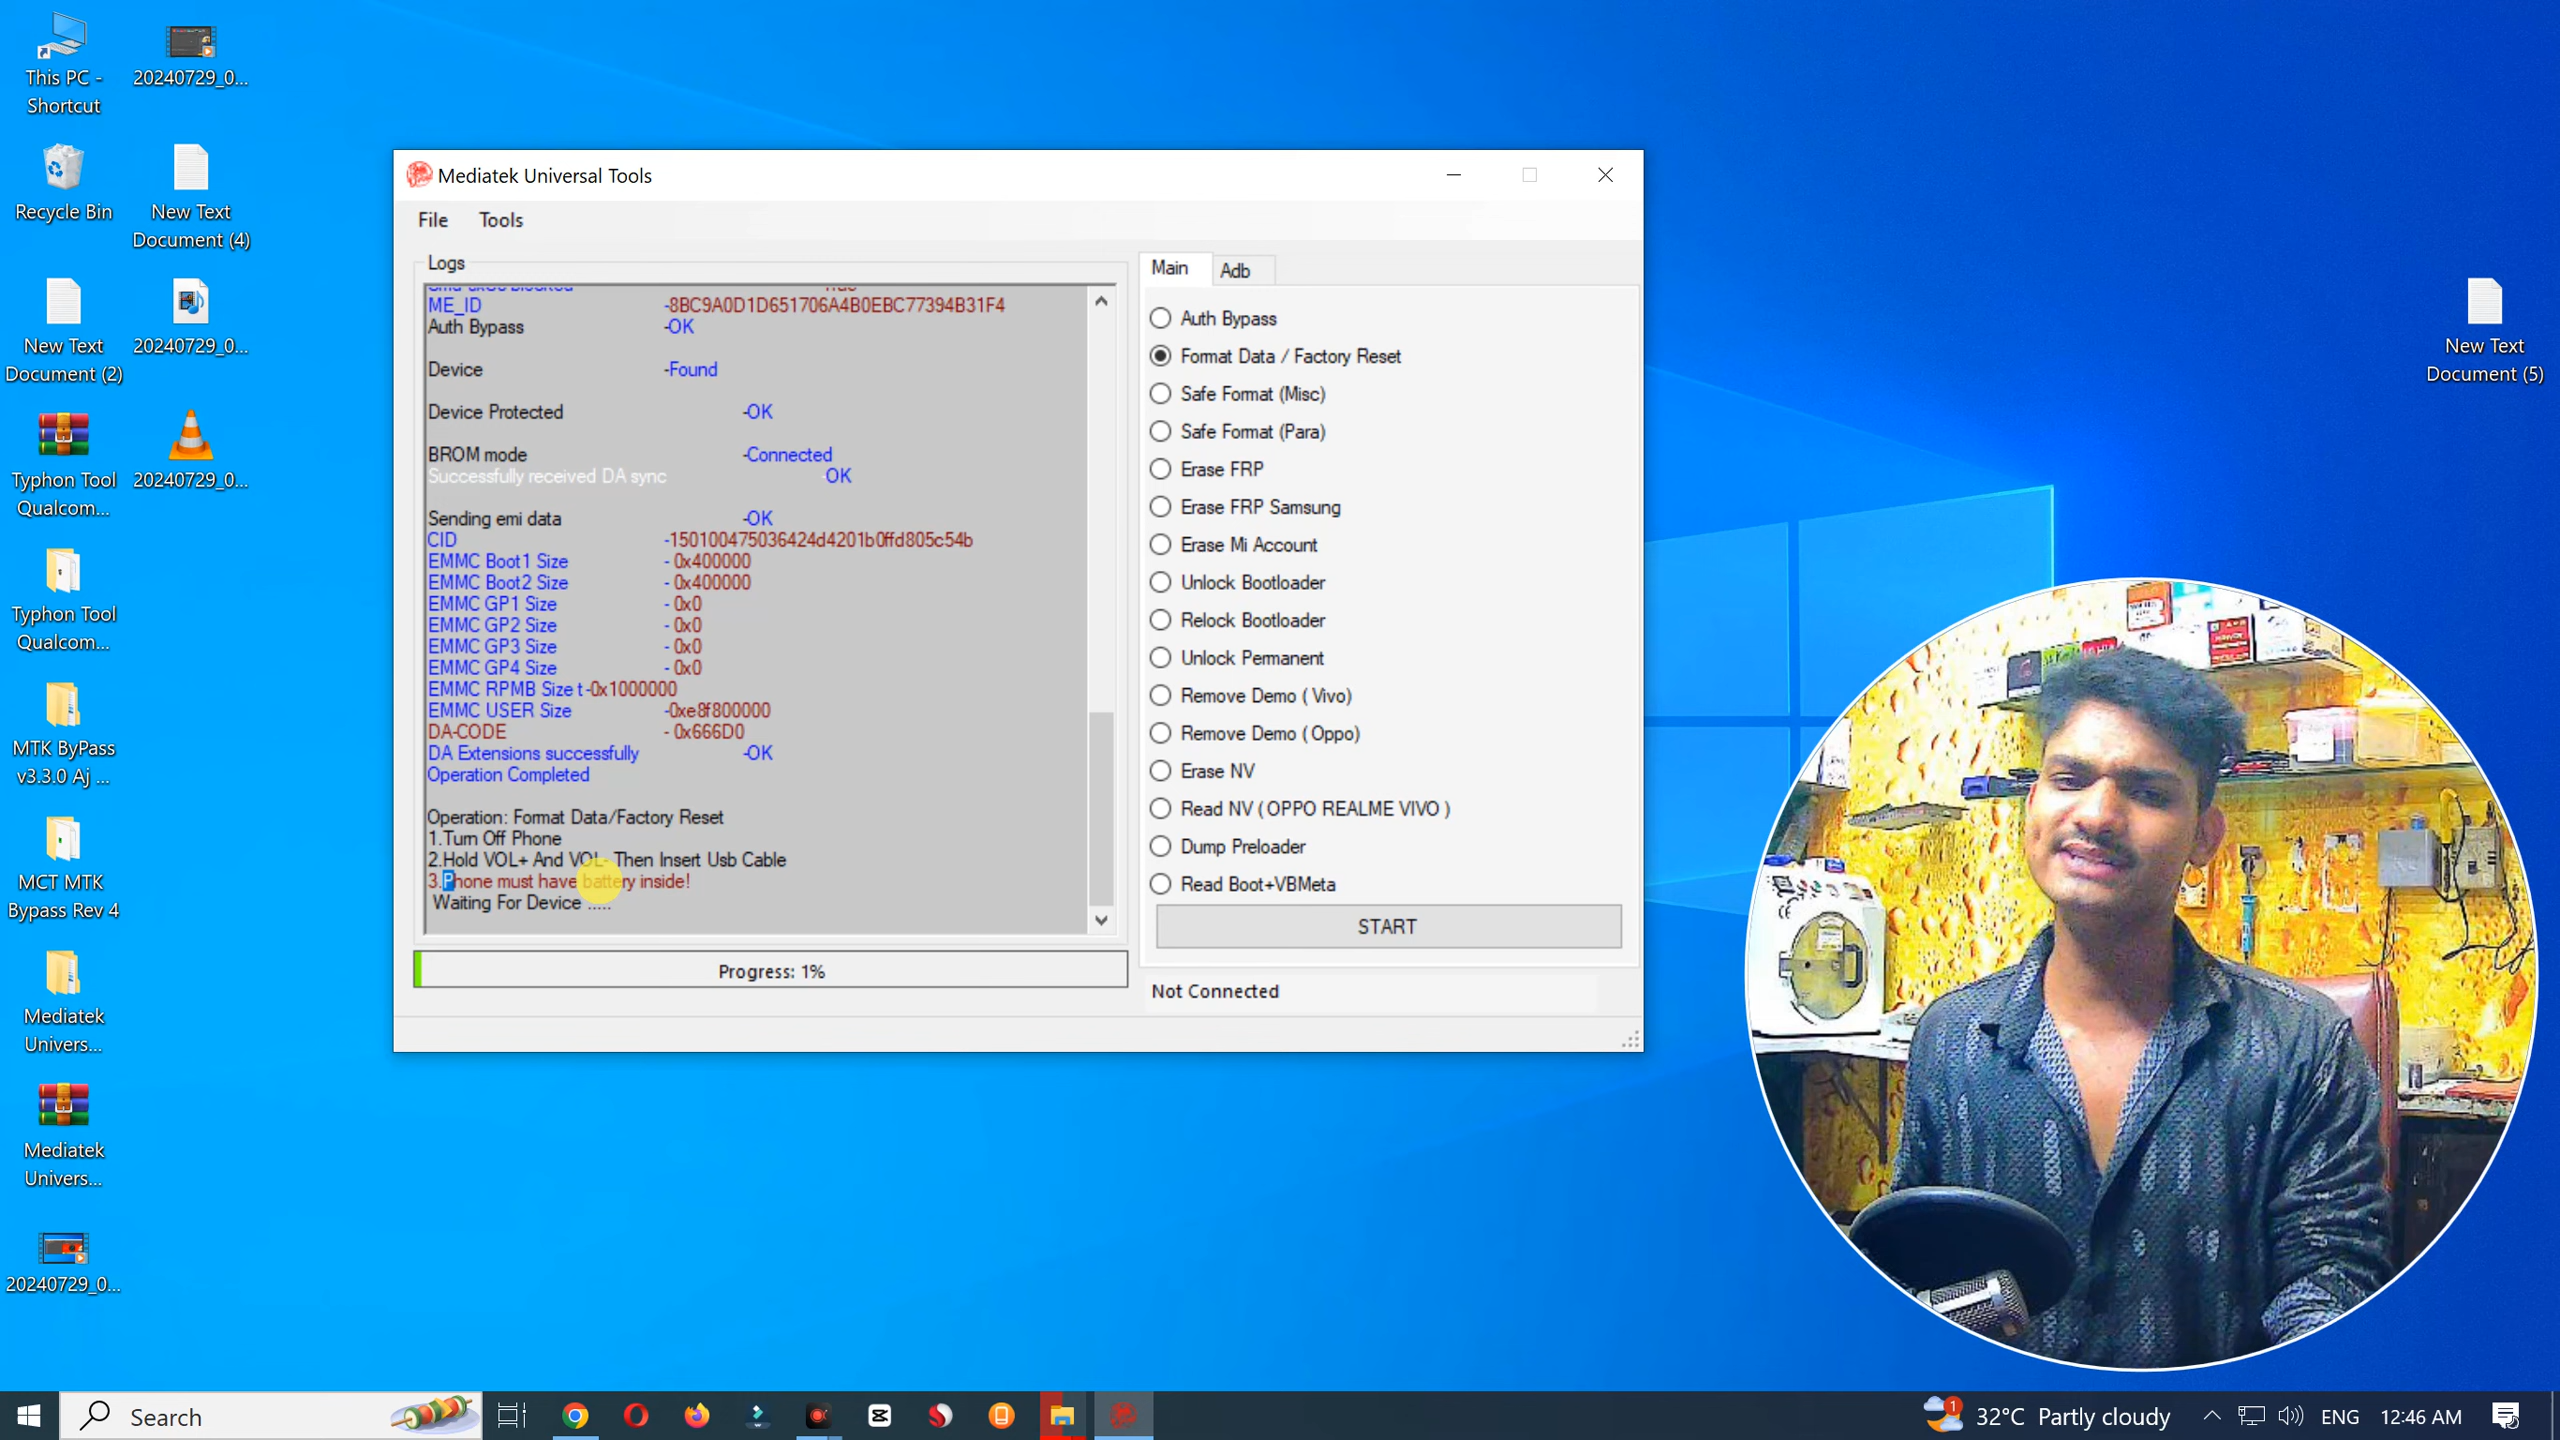 This PC -
Shortcut
20240729_0...
Recycle Bin
New Text
Document (4)
New Text
Document (2)
20240729_0...
Typhon Tool
Qualcom...
20240729_0...
Typhon Tool
Qualcom...
MTK ByPass
v3.3.0 Aj ...
MCT MTK
Bypass Rev 4
Mediatek
Univers...
Mediatek
Univers...
20240729_0...
New Text
Document (5)
Mediatek Universal Tools
File Tools
Logs
ME_ID -8BC9A0D1D651706A4B0EBC77394B31F4
Auth Bypass -OK
Device -Found
Device Protected -OK
BROM mode -Connected
Successfully received DA sync -OK
Sending emi data -OK
CID -150100475036424d4201b0ffd805c54b
EMMC Boot1 Size - 0x400000
EMMC Boot2 Size - 0x400000
EMMC GP1 Size - 0x0
EMMC GP2 Size - 0x0
EMMC GP3 Size - 0x0
EMMC GP4 Size - 0x0
EMMC RPMB Size t -0x1000000
EMMC USER Size -0xe8f800000
DA-CODE - 0x666D0
DA Extensions successfully -OK
Operation Completed
Operation: Format Data/Factory Reset
1.Turn Off Phone
2.Hold VOL+ And VOL- Then Insert Usb Cable
3.Phone must have battery inside!
Waiting For Device .....
Progress: 1%
Main Adb
Auth Bypass
Format Data / Factory Reset
Safe Format (Misc)
Safe Format (Para)
Erase FRP
Erase FRP Samsung
Erase Mi Account
Unlock Bootloader
Relock Bootloader
Unlock Permanent
Remove Demo ( Vivo)
Remove Demo ( Oppo)
Erase NV
Read NV ( OPPO REALME VIVO )
Dump Preloader
Read Boot+VBMeta
START
Not Connected
Search
1
32°C Partly cloudy
ENG
12:46 AM